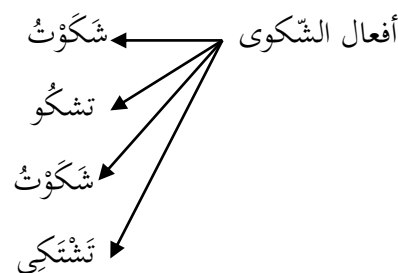 أفعال الشّكوى
شَكَوْتُ
تشكُو
شَكَوْتُ
تَشْتَكِي